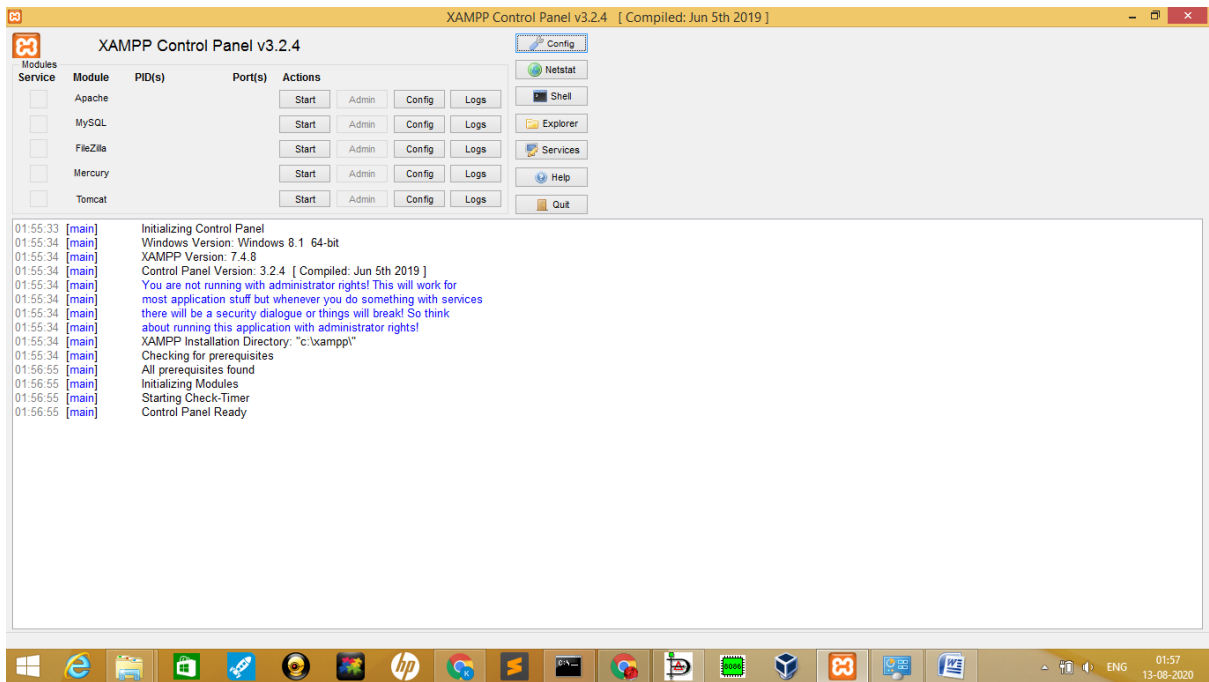 XAMPP Control Panel v3.2.4 [ Compiled: Jun 5th 2019 ]
XAMPP Control Panel v3.2.4
Config
Modules
Service Module PID(s) Port(s) Actions
Netstat
Apache Start Admin Config Logs
Shell
MySQL Start Admin Config Logs
Explorer
FileZilla Start Admin Config Logs
Services
Mercury Start Admin Config Logs
Help
Tomcat Start Admin Config Logs
Quit
01:55:33 [main] Initializing Control Panel
01:55:34 [main] Windows Version: Windows 8.1 64-bit
01:55:34 [main] XAMPP Version: 7.4.8
01:55:34 [main] Control Panel Version: 3.2.4 [ Compiled: Jun 5th 2019 ]
01:55:34 [main] You are not running with administrator rights! This will work for
01:55:34 [main] most application stuff but whenever you do something with services
01:55:34 [main] there will be a security dialogue or things will break! So think
01:55:34 [main] about running this application with administrator rights!
01:55:34 [main] XAMPP Installation Directory: "c:\xampp\"
01:55:34 [main] Checking for prerequisites
01:56:55 [main] All prerequisites found
01:56:55 [main] Initializing Modules
01:56:55 [main] Starting Check-Timer
01:56:55 [main] Control Panel Ready
hp
8086
ENG
01:57
13-08-2020